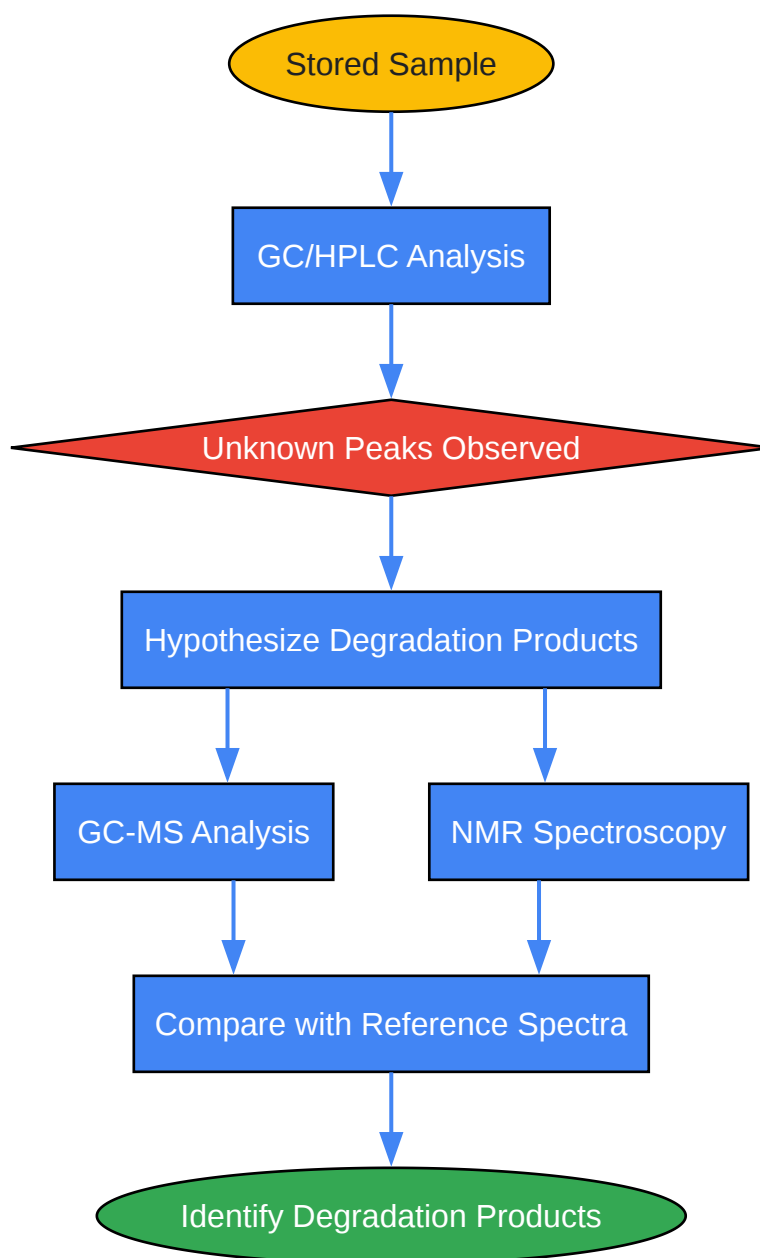 Stored Sample
GC/HPLC Analysis
Unknown Peaks Observed
Hypothesize Degradation Products
GC-MS Analysis
NMR Spectroscopy
Compare with Reference Spectra
Identify Degradation Products